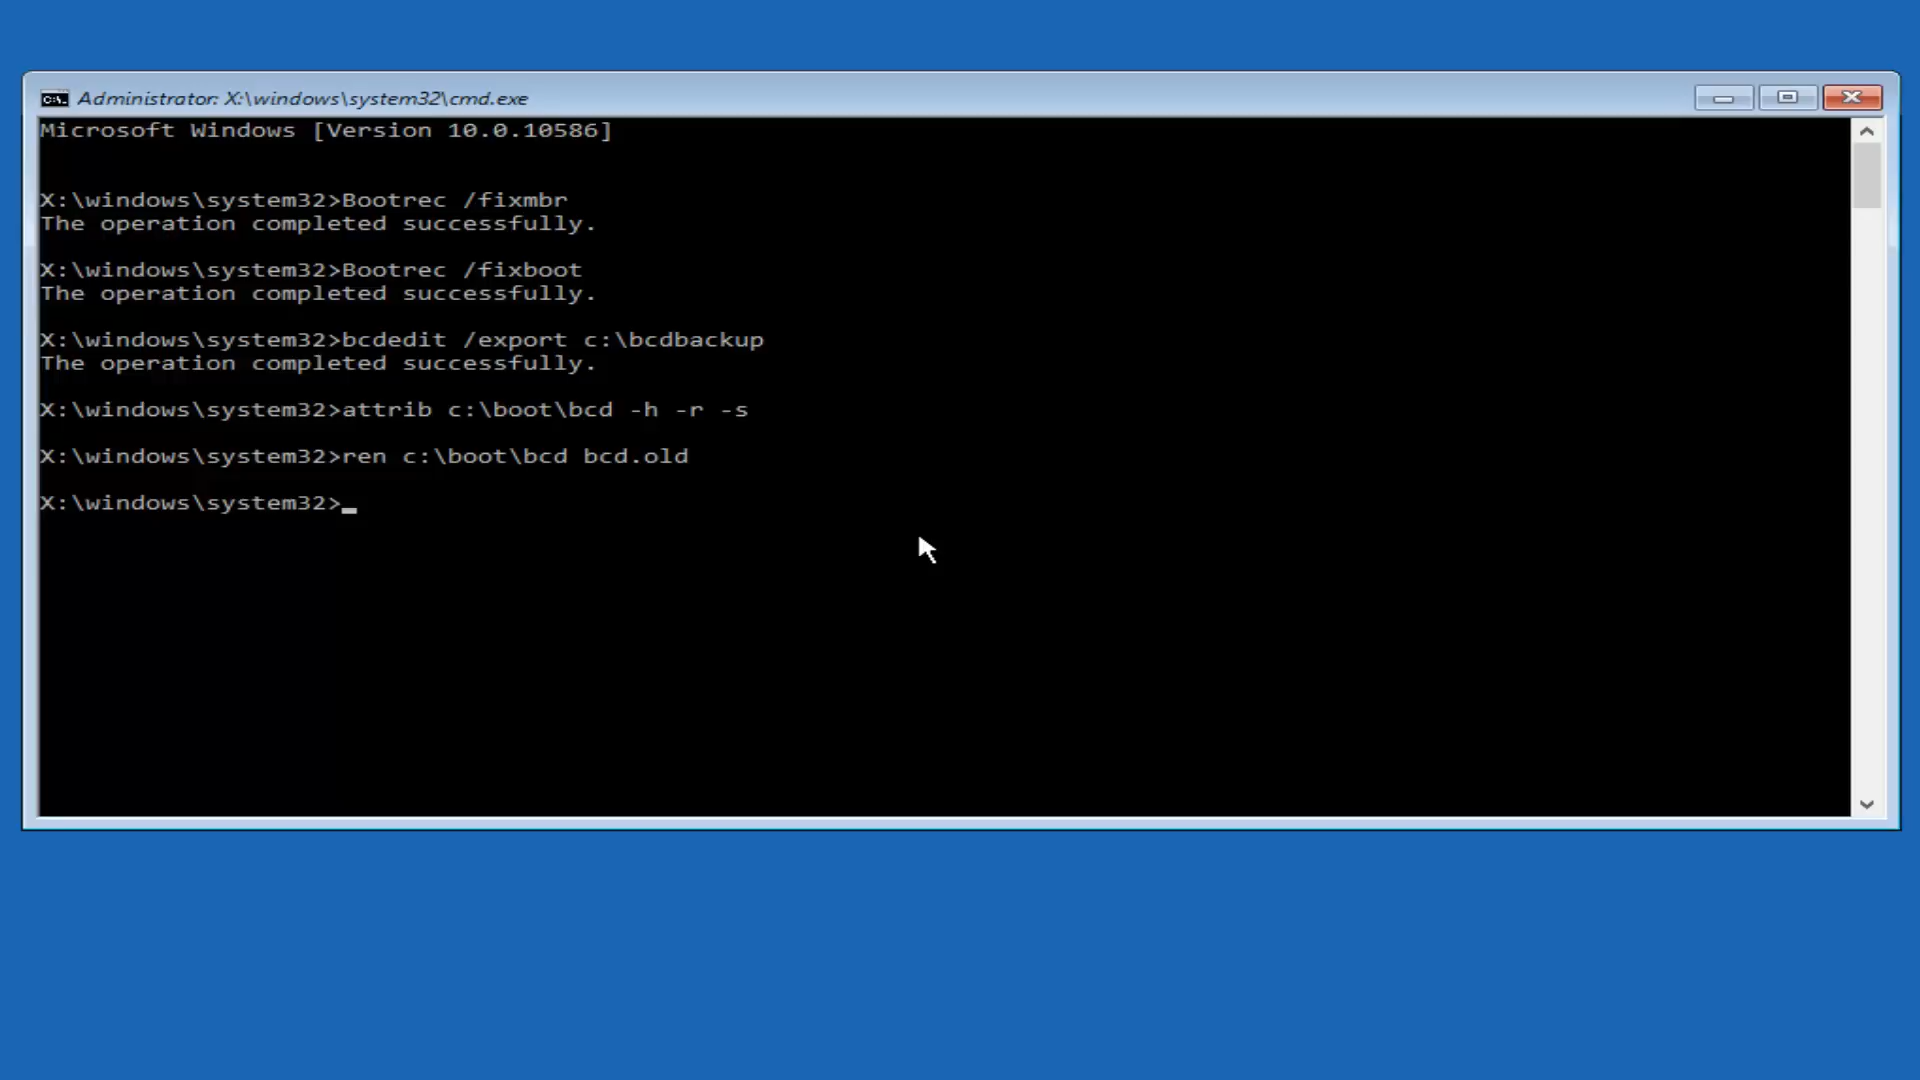 Administrator: X:\windows\system32\cmd.exe
Microsoft Windows [Version 10.0.10586]
X:\windows\system32>Bootrec /fixmbr
The operation completed successfully.
X:\windows\system32>Bootrec /fixboot
The operation completed successfully.
X:\windows\system32>bcdedit /export c:\bcdbackup
The operation completed successfully.
X:\windows\system32>attrib c:\boot\bcd -h -r -s
X:\windows\system32>ren c:\boot\bcd bcd.old
X:\windows\system32>